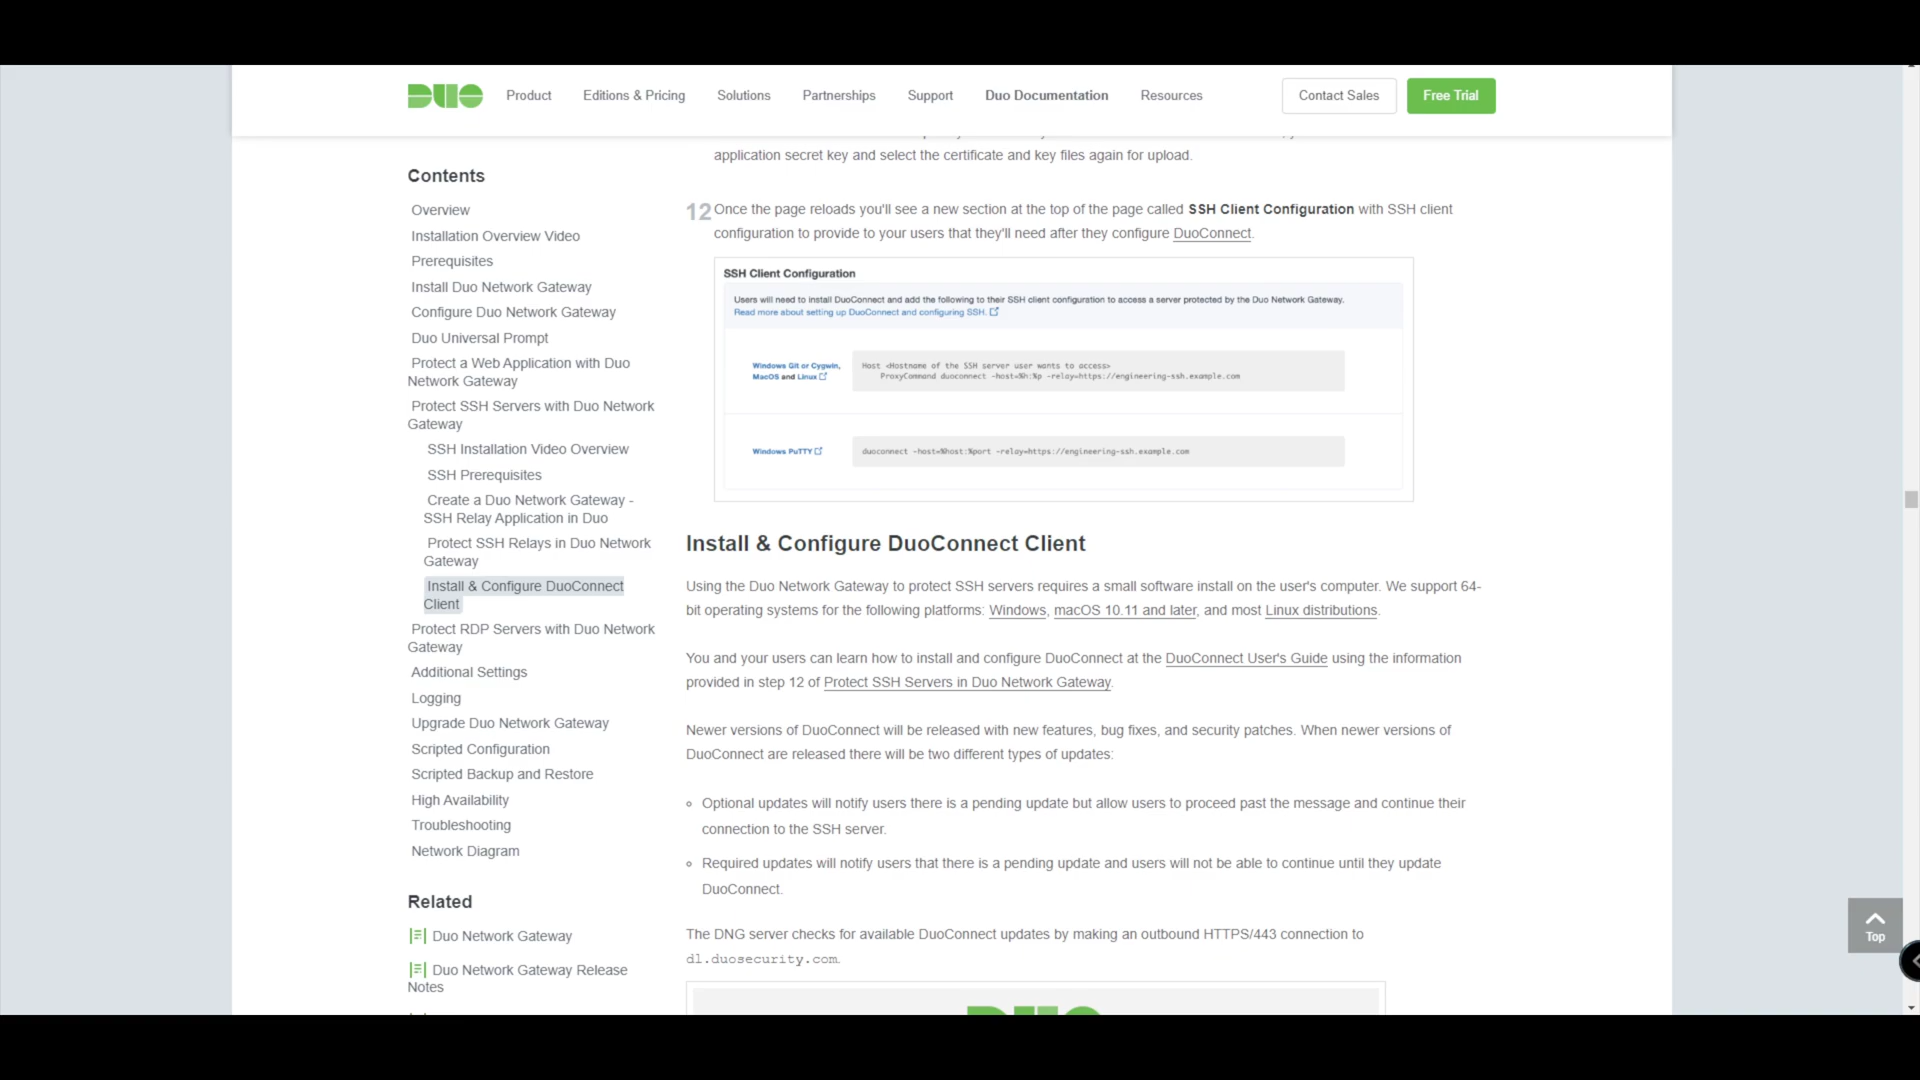 DUO
Product
Editions & Pricing
Solutions
Partnerships
Support
Duo Documentation
Resources
Contact Sales
Free Trial
Contents
Overview
Installation Overview Video
Prerequisites
Install Duo Network Gateway
Configure Duo Network Gateway
Duo Universal Prompt
Protect a Web Application with Duo
Network Gateway
Protect SSH Servers with Duo Network
Gateway
SSH Installation Video Overview
SSH Prerequisites
Create a Duo Network Gateway -
SSH Relay Application in Duo
Protect SSH Relays in Duo Network
Gateway
Install & Configure DuoConnect
Client
Protect RDP Servers with Duo Network
Gateway
Additional Settings
Logging
Upgrade Duo Network Gateway
Scripted Configuration
Scripted Backup and Restore
High Availability
Troubleshooting
Network Diagram
Related
Duo Network Gateway
Duo Network Gateway Release
Notes
application secret key and select the certificate and key files again for upload.
12 Once the page reloads you'll see a new section at the top of the page called SSH Client Configuration with SSH client
configuration to provide to your users that they'll need after they configure DuoConnect.
SSH Client Configuration
Users will need to install DuoConnect and add the following to their SSH client configuration to access a server protected by the Duo Network Gateway.
Read more about setting up DuoConnect and configuring SSH.
Windows Git or Cygwin,
MacOS and Linux
Host <Hostname of the SSH server user wants to access>
ProxyCommand duoconnect -host=%h:%p -relay=https://engineering-ssh.example.com
Windows PuTTY
duoconnect -host=%host:%port -relay=https://engineering-ssh.example.com
Install & Configure DuoConnect Client
Using the Duo Network Gateway to protect SSH servers requires a small software install on the user's computer. We support 64-
bit operating systems for the following platforms: Windows, macOS 10.11 and later, and most Linux distributions.
You and your users can learn how to install and configure DuoConnect at the DuoConnect User's Guide using the information
provided in step 12 of Protect SSH Servers in Duo Network Gateway.
Newer versions of DuoConnect will be released with new features, bug fixes, and security patches. When newer versions of
DuoConnect are released there will be two different types of updates:
Optional updates will notify users there is a pending update but allow users to proceed past the message and continue their
connection to the SSH server.
Required updates will notify users that there is a pending update and users will not be able to continue until they update
DuoConnect.
The DNG server checks for available DuoConnect updates by making an outbound HTTPS/443 connection to
dl.duosecurity.com.
DUO
Top